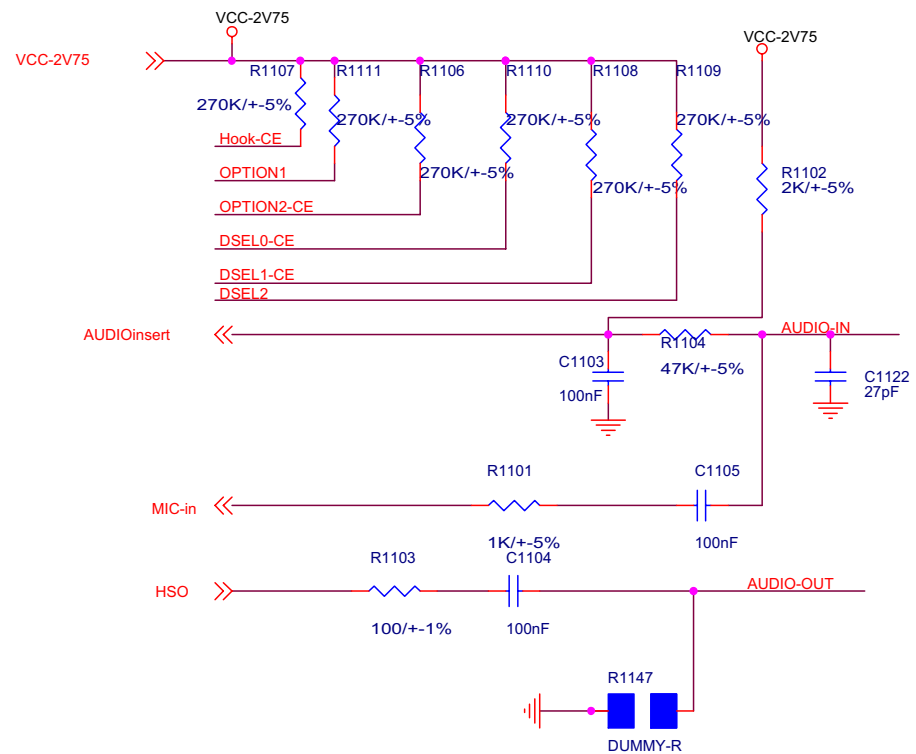 VCC-2V75
VCC-2V75
VCC-2V75
R1107
R1111
R1106
R1110
R1108
R1109
270K/+-5%
270K/+-5%
270K/+-5%
270K/+-5%
Hook-CE
270K/+-5%
270K/+-5%
OPTION1
R1102
2K/+-5%
OPTION2-CE
DSEL0-CE
DSEL1-CE
DSEL2
AUDIOinsert
AUDIO-IN
R1104
C1103
47K/+-5%
100nF
C1122
27pF
R1101
C1105
MIC-in
1K/+-5%
100nF
R1103
C1104
HSO
AUDIO-OUT
100/+-1%
100nF
R1147
DUMMY-R